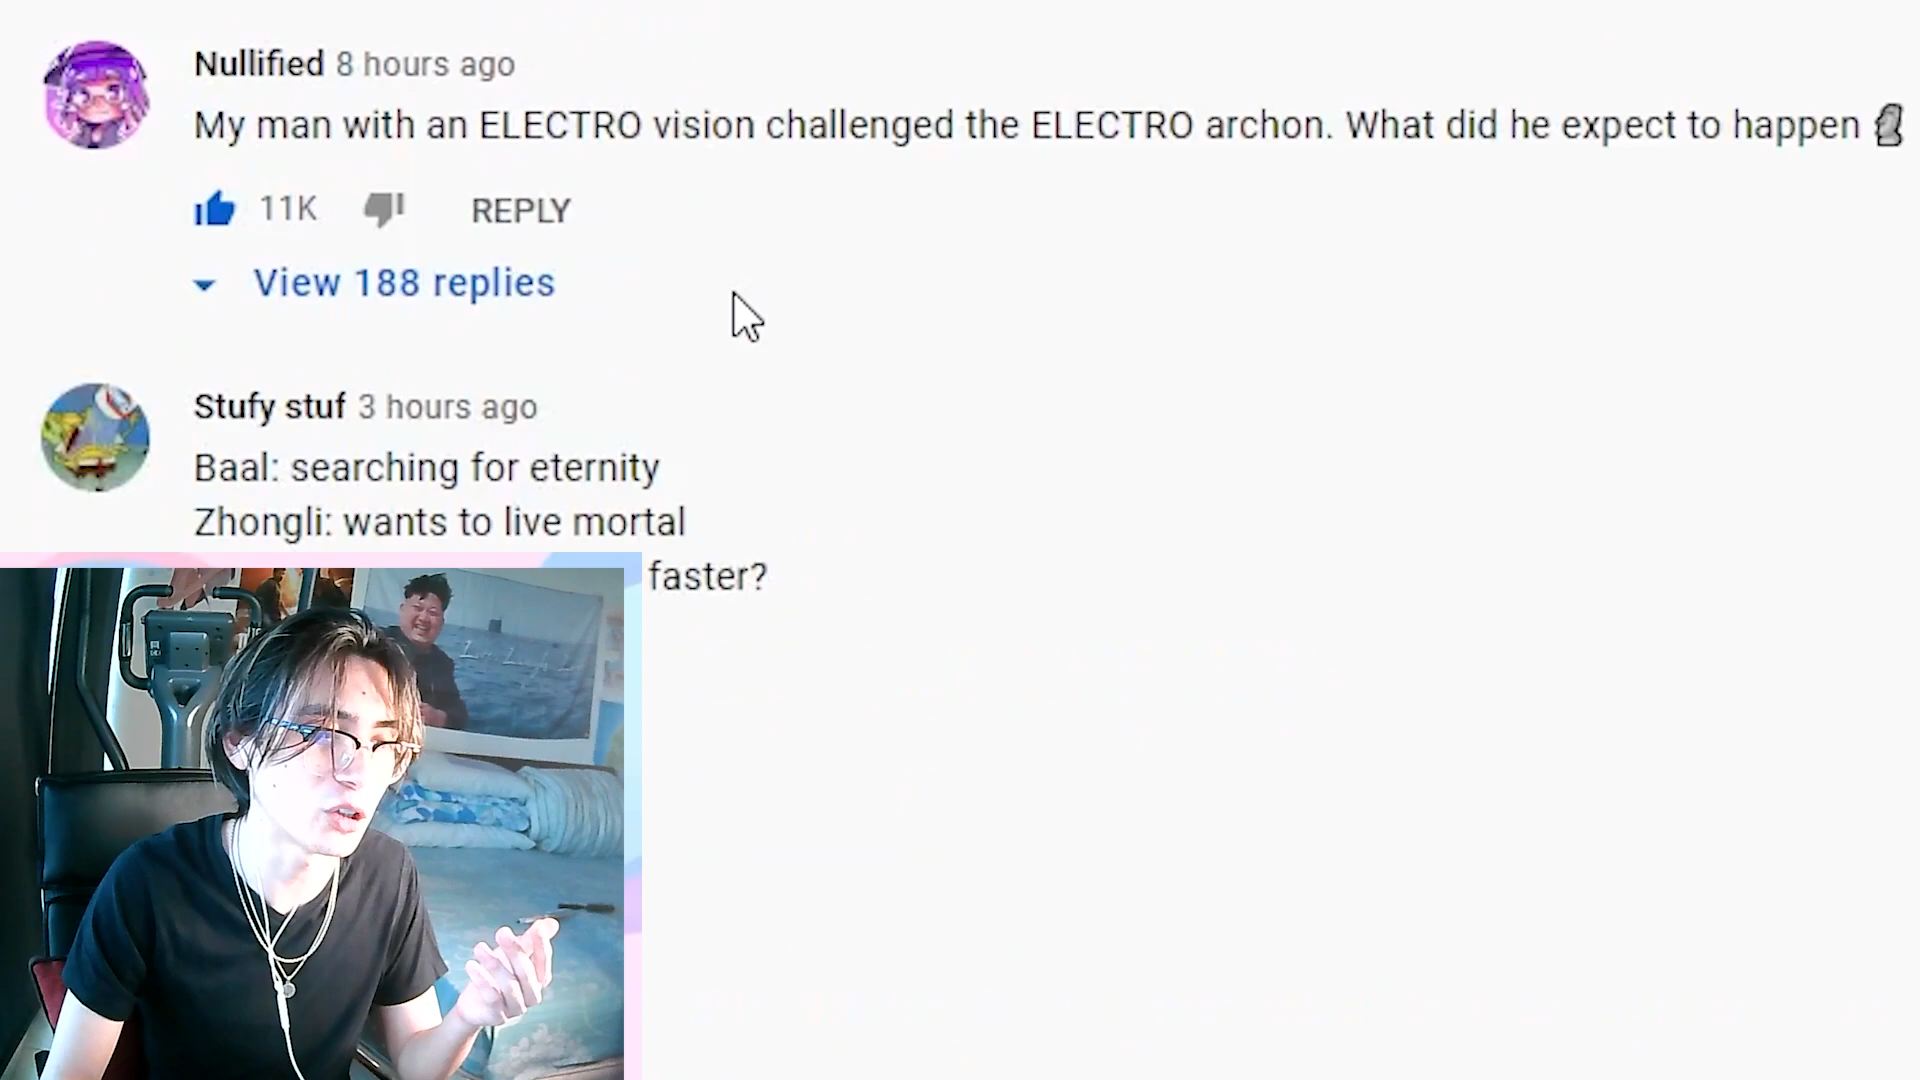 Nullified 8 hours ago
My man with an ELECTRO vision challenged the ELECTRO archon. What did he expect to happen 🗿
11K REPLY
View 188 replies
Stufy stuf 3 hours ago
Baal: searching for eternity
Zhongli: wants to live mortal
faster?